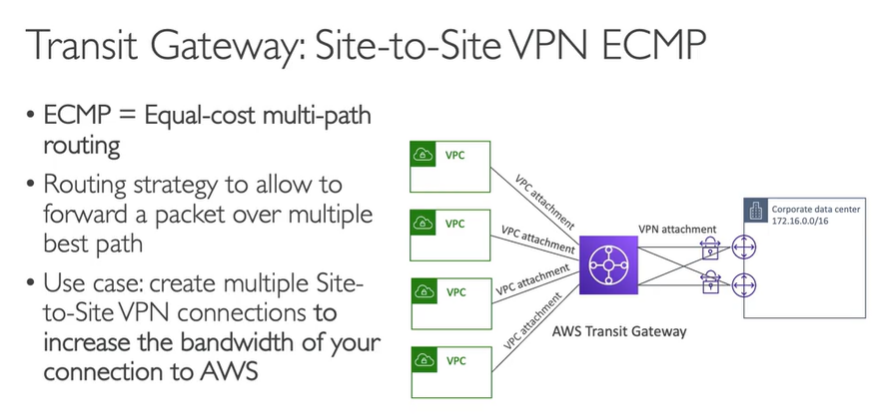 Transit Gateway: Site-to-Site VPN ECMP
• ECMP = Equal-cost multi-path
routing
• Routing strategy to allow to
forward a packet over multiple
best path
• Use case: create multiple Site-
to-Site VPN connections to
increase the bandwidth of your
connection to AWS
VPC
VPC
VPC
VPC
VPC attachment
VPC attachment
VPC attachment
VPC attachment
AWS Transit Gateway
VPN attachment
Corporate data center
172.16.0.0/16